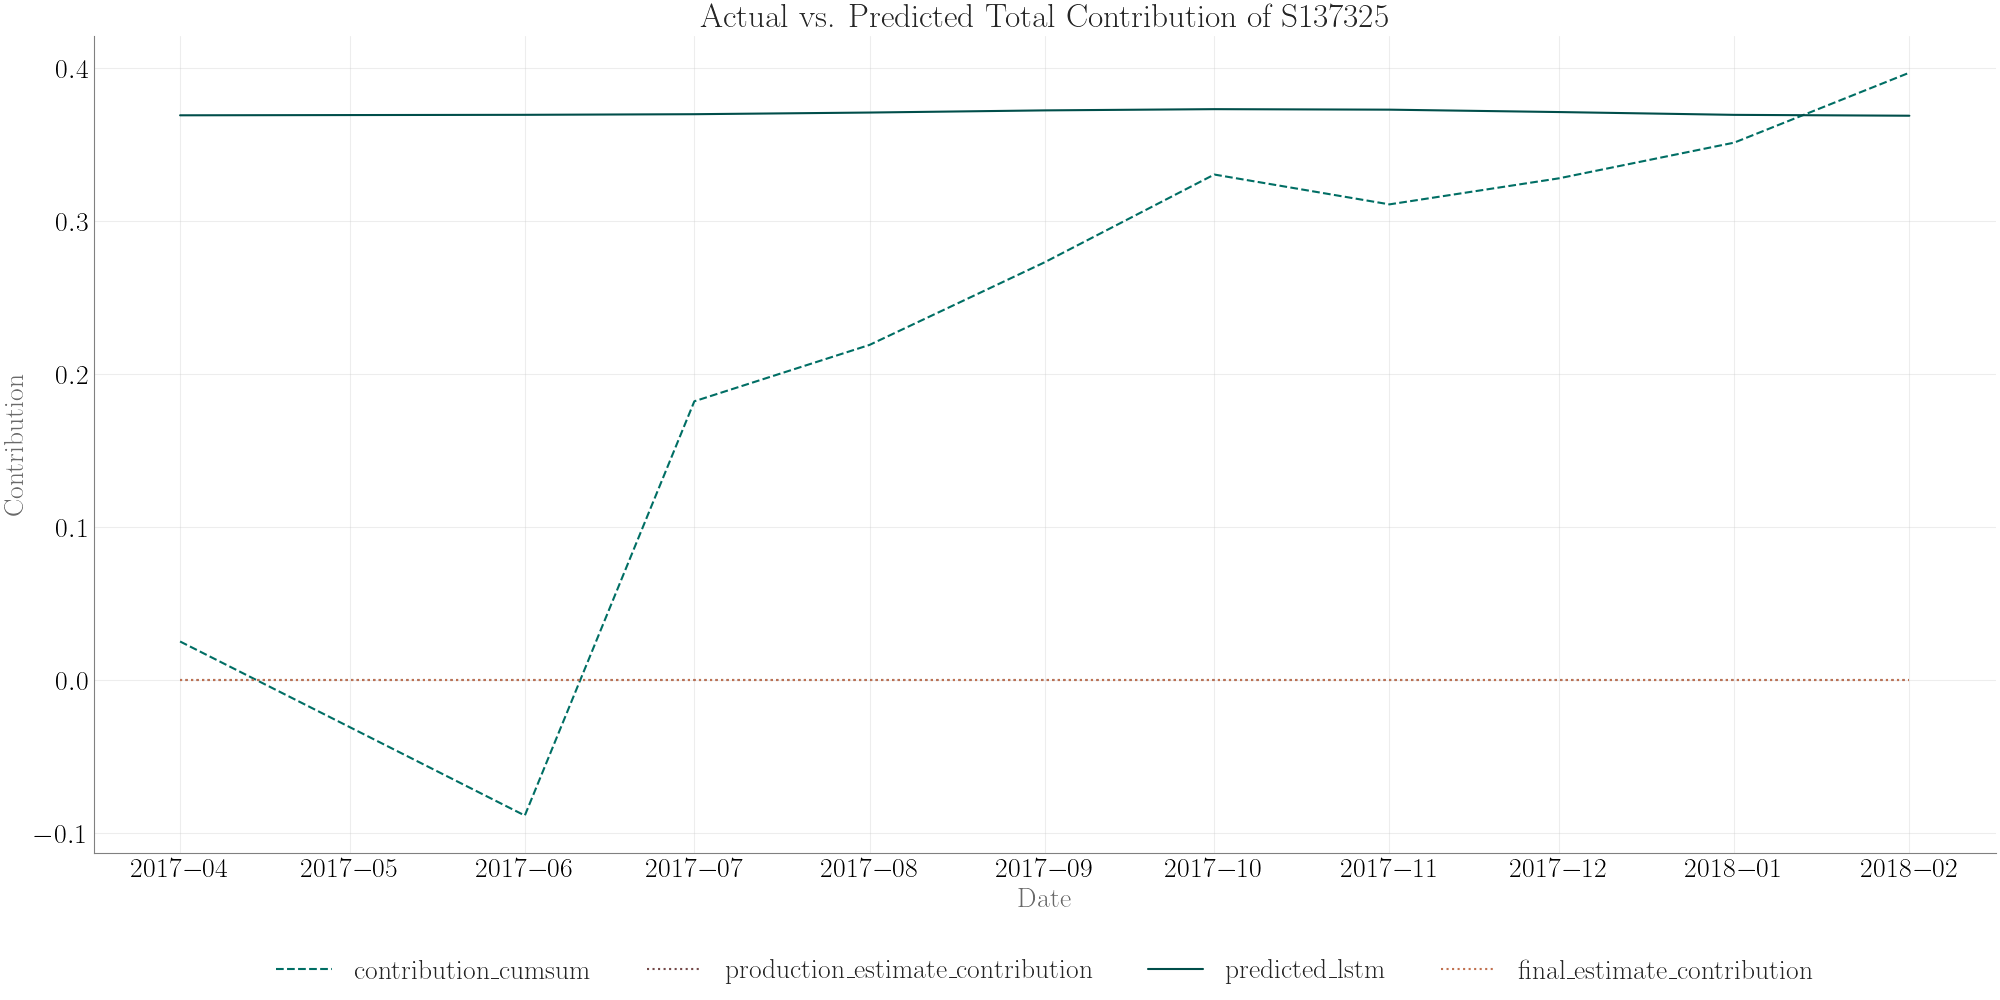 Actual vs. Predicted Total Contribution of S137325
0.4
0.3
0.2
0.1
0.0
−0.1
Contribution
2017−04 2017−05 2017−06 2017−07 2017−08 2017−09 2017−10 2017−11 2017−12 2018−01 2018−02
Date
contribution_cumsum production_estimate_contribution predicted_lstm final_estimate_contribution